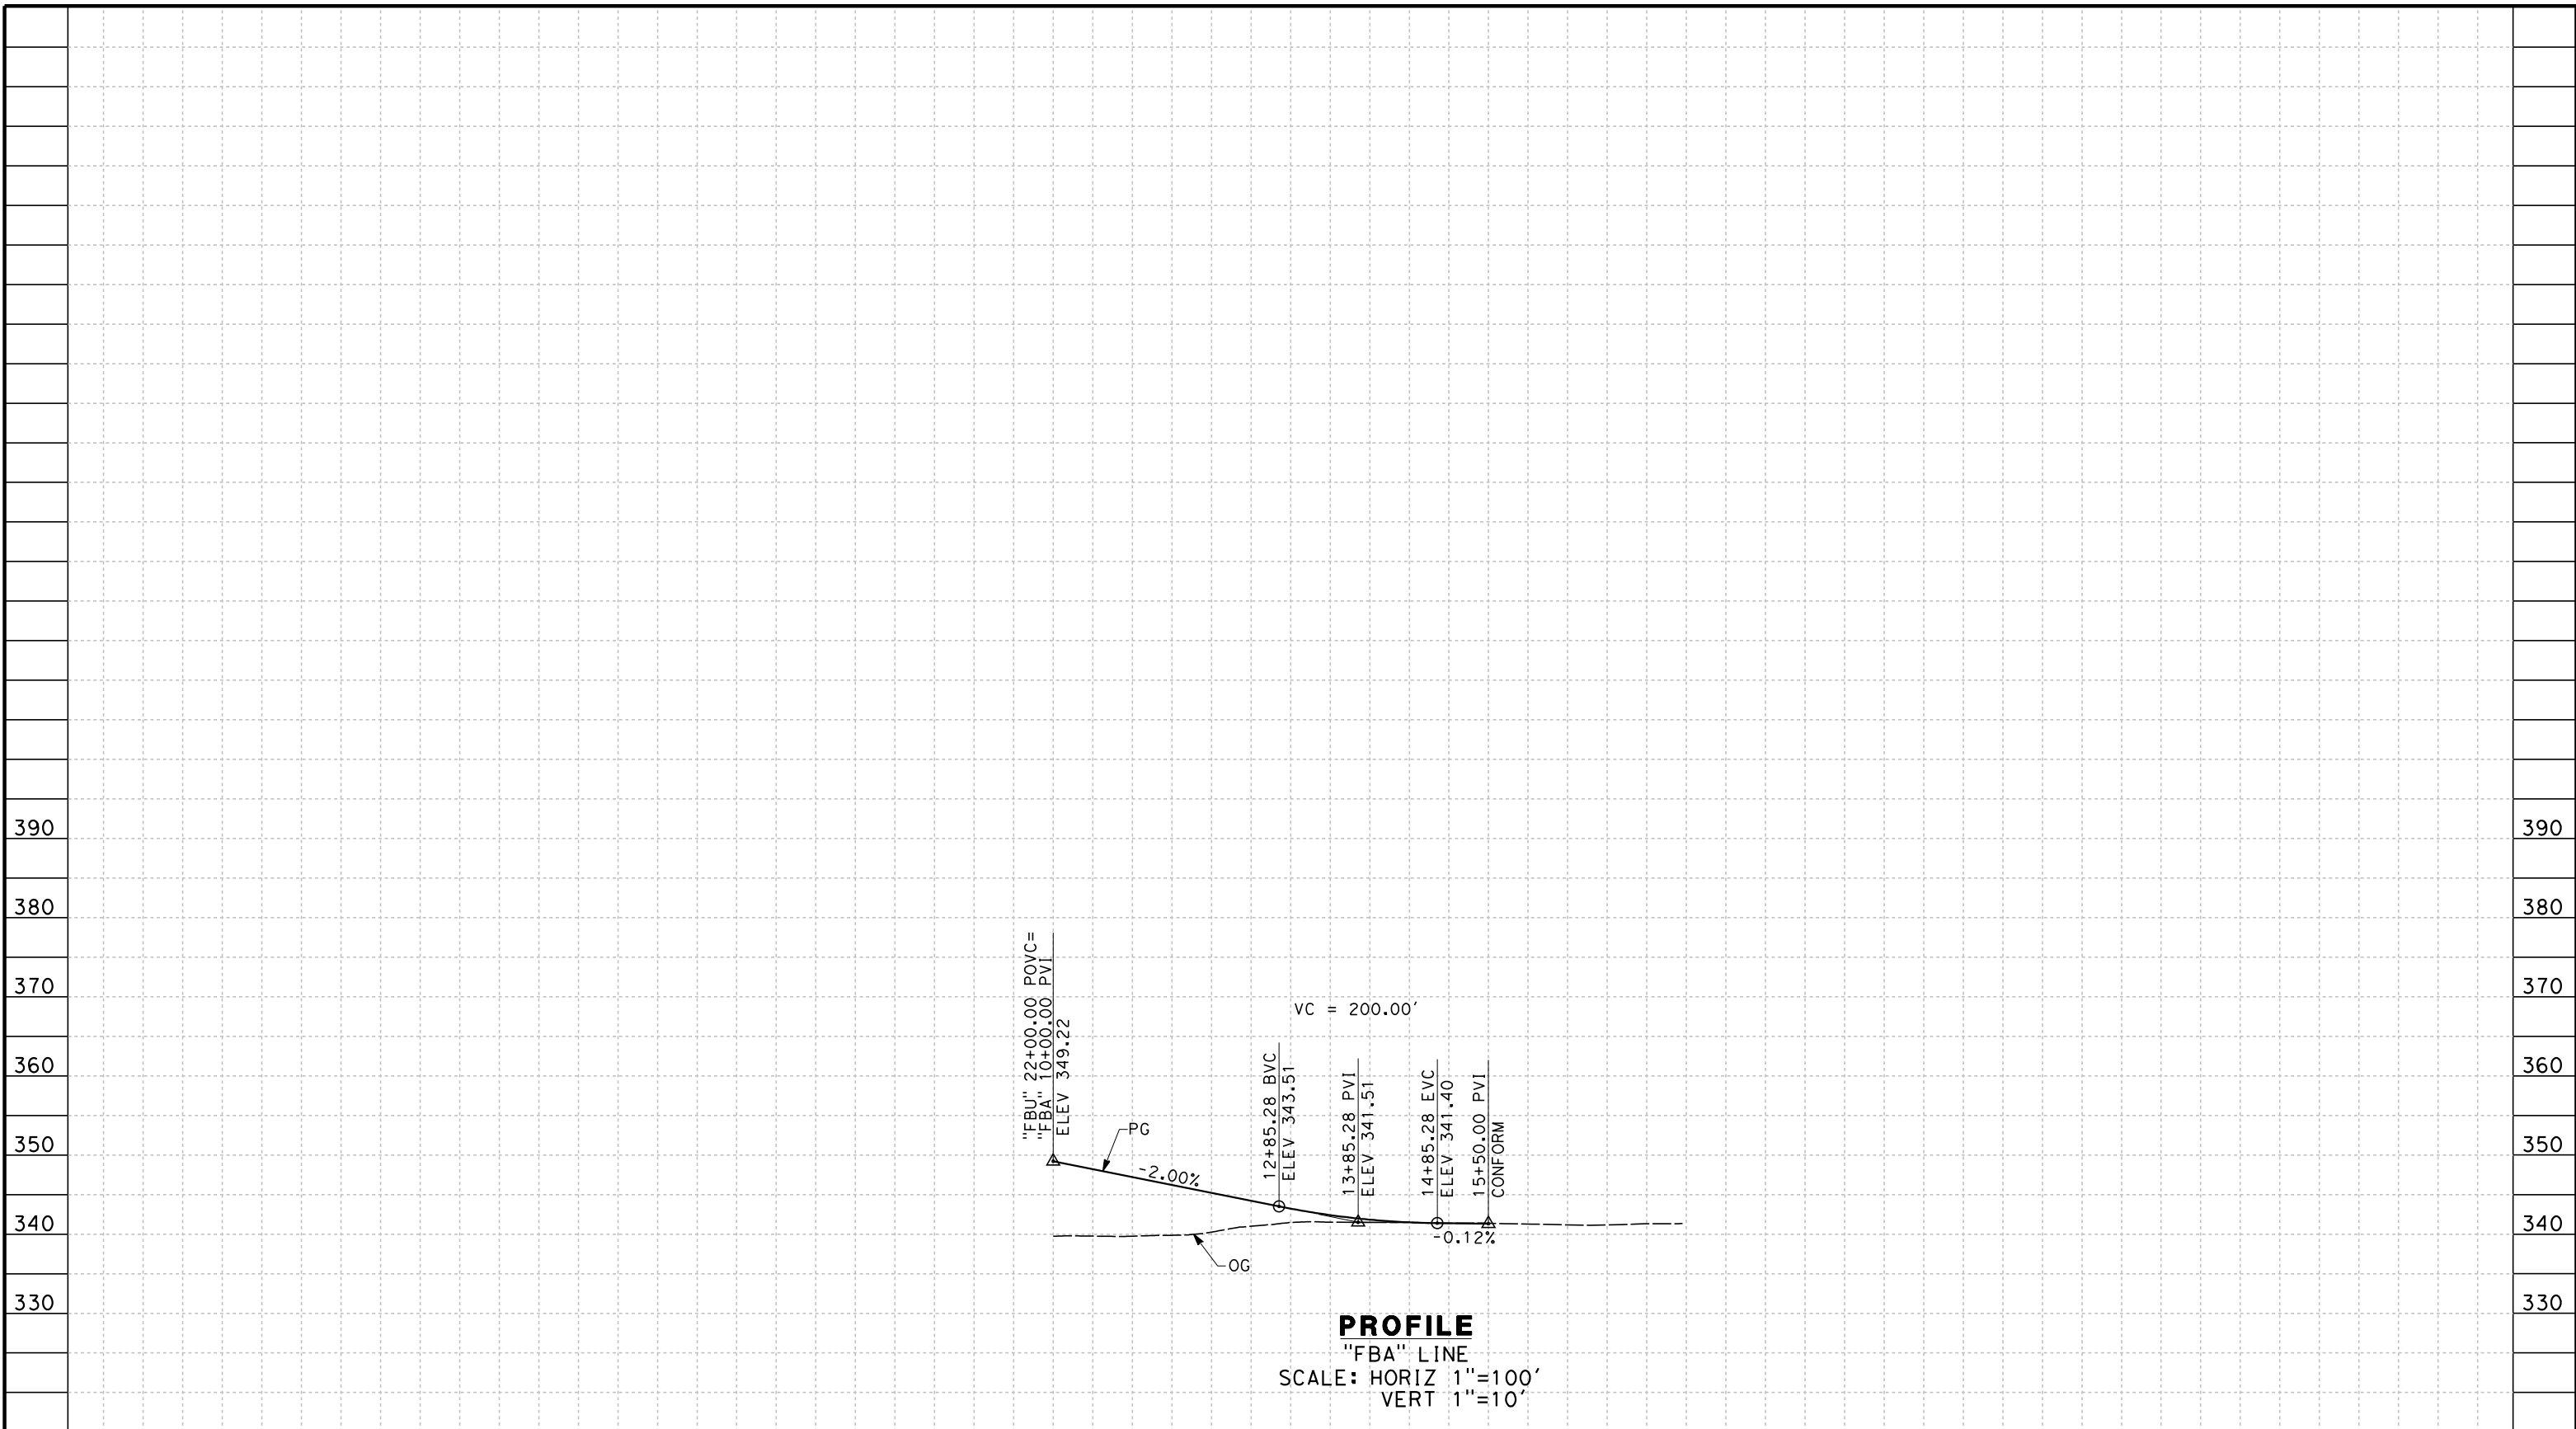 390
390
380
380
370
370
360
360
350
350
340
340
330
330
"FBU" 22+00.00 POVC=
"FBA" 10+00.00 PVI
ELEV 349.22
VC = 200.00'
12+85.28 BVC
ELEV 343.51
13+85.28 PVI
ELEV 341.51
14+85.28 EVC
ELEV 341.40
15+50.00 PVI
CONFORM
PG
-2.00%
-0.12%
OG
PROFILE
"FBA" LINE
SCALE: HORIZ 1"=100'
VERT 1"=10'